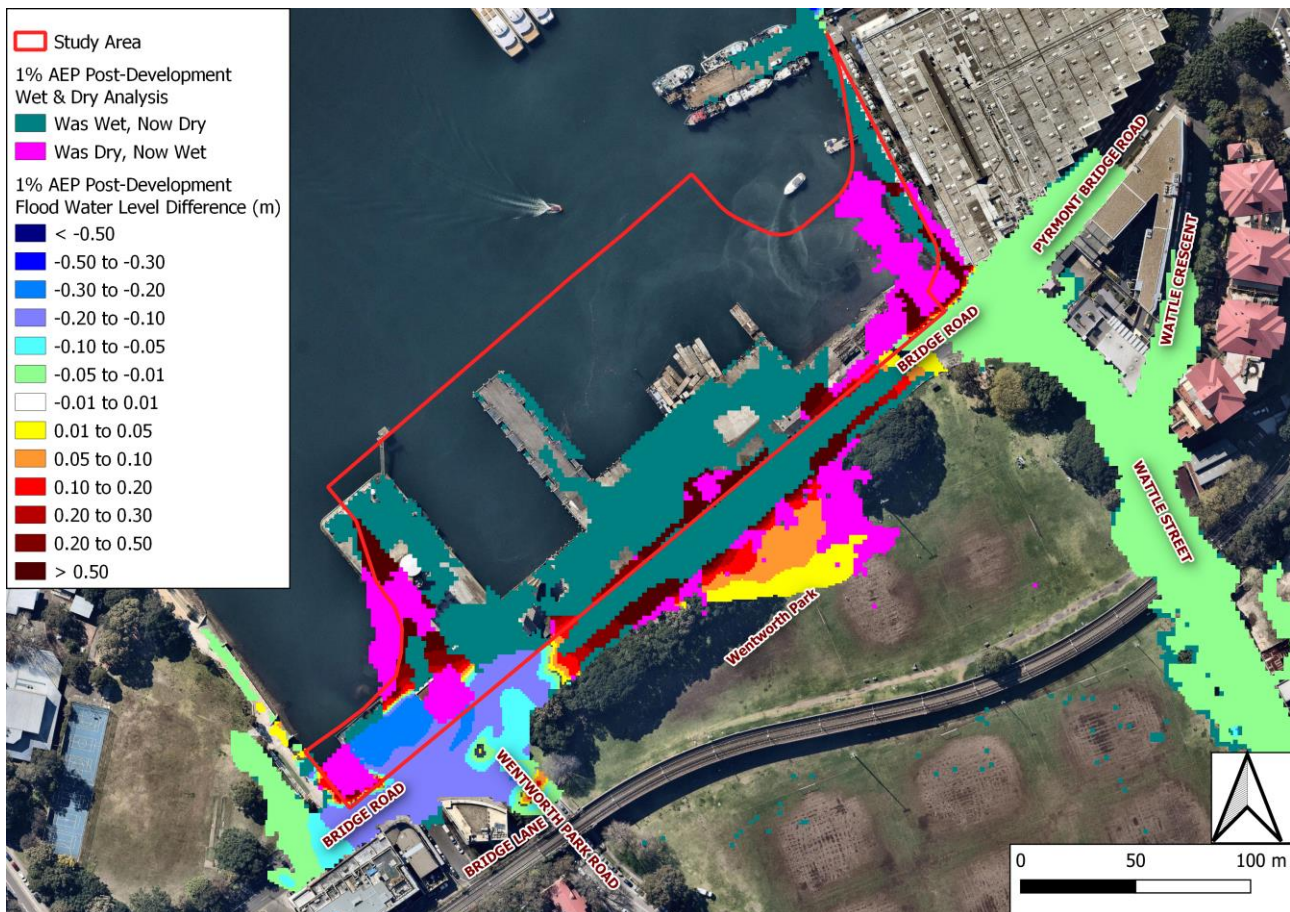 Study Area
1% AEP Post-Development
Wet & Dry Analysis
Was Wet, Now Dry
Was Dry, Now Wet
1% AEP Post-Development
Flood Water Level Difference (m)
< -0.50
-0.50 to -0.30
-0.30 to -0.20
-0.20 to -0.10
-0.10 to -0.05
-0.05 to -0.01
-0.01 to 0.01
0.01 to 0.05
0.05 to 0.10
0.10 to 0.20
0.20 to 0.30
0.20 to 0.50
> 0.50
PYRMONT BRIDGE ROAD
WATTLE CRESCENT
BRIDGE ROAD
WATTLE STREET
Wentworth Park
WENTWORTH PARK ROAD
BRIDGE ROAD
BRIDGE LANE
0 50 100 m